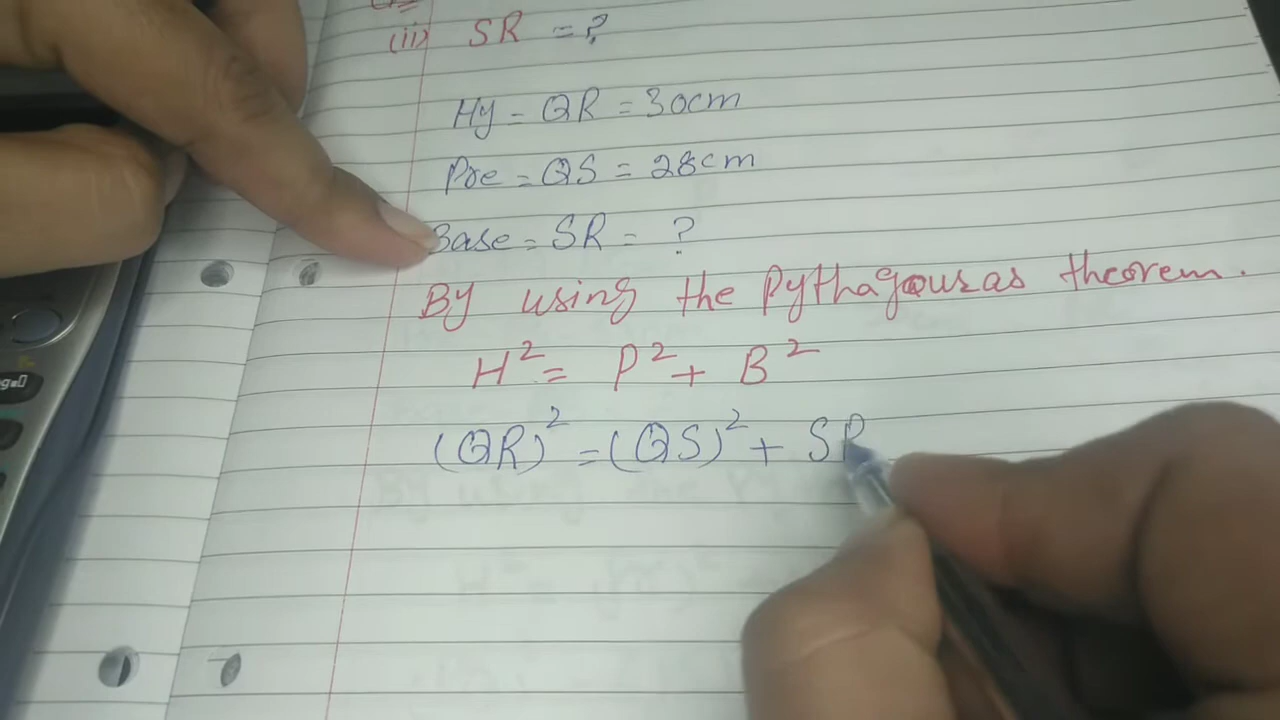 (ii) SR = ?
Hy - QR = 30cm
Pre = QS = 28cm
Base = SR = ?
By using the Pythagouras theorem.
H² = P² + B²
(QR)² = (QS)² + SR